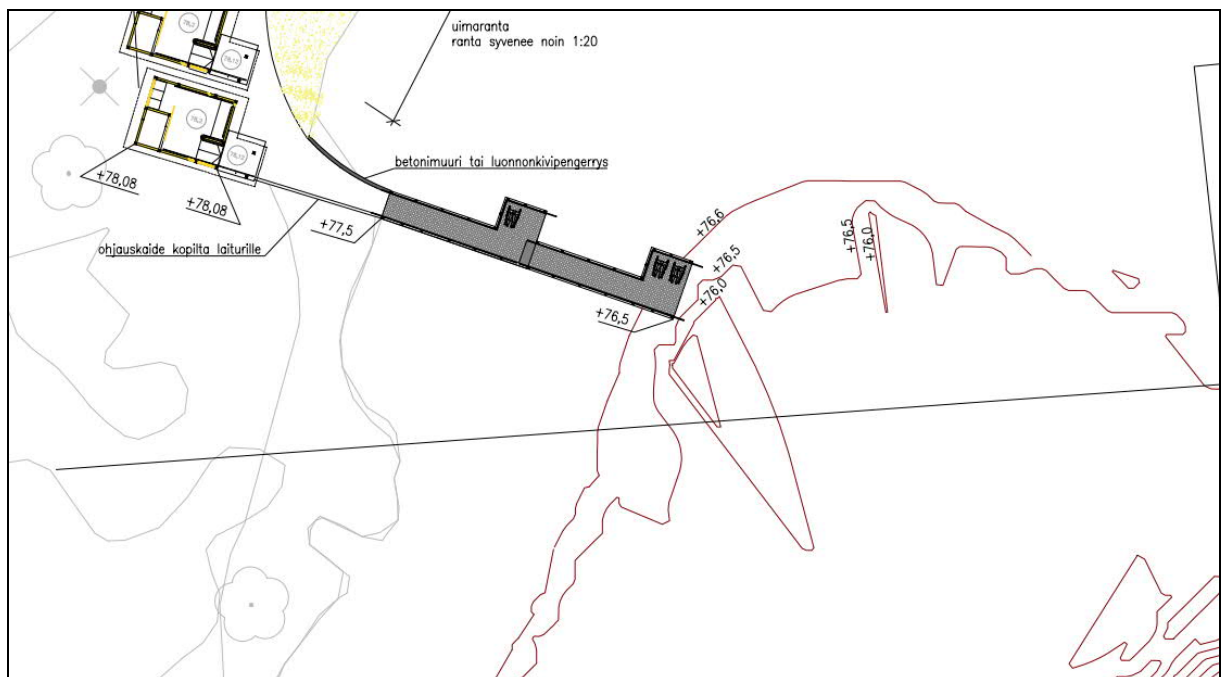 uimaranta
ranta syvenee noin 1:20
betonimuuri tai luonnonkivipengerrys
+78,08
+78,08
+77,5
ohjauskaide kopilta laiturille
+76,5
+76,6
+76,5
+76,0
+76,5
+76,0